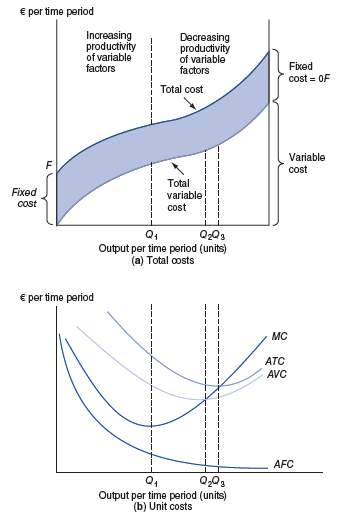 € per time period
Increasing
productivity
of variable
factors
Decreasing
productivity
of variable
factors
Total cost
Fixed
cost = 0F
F
Fixed
cost
Variable
cost
Total
variable
cost
Q1 Q2Q3
Output per time period (units)
(a) Total costs
€ per time period
MC
ATC
AVC
AFC
Q1 Q2Q3
Output per time period (units)
(b) Unit costs